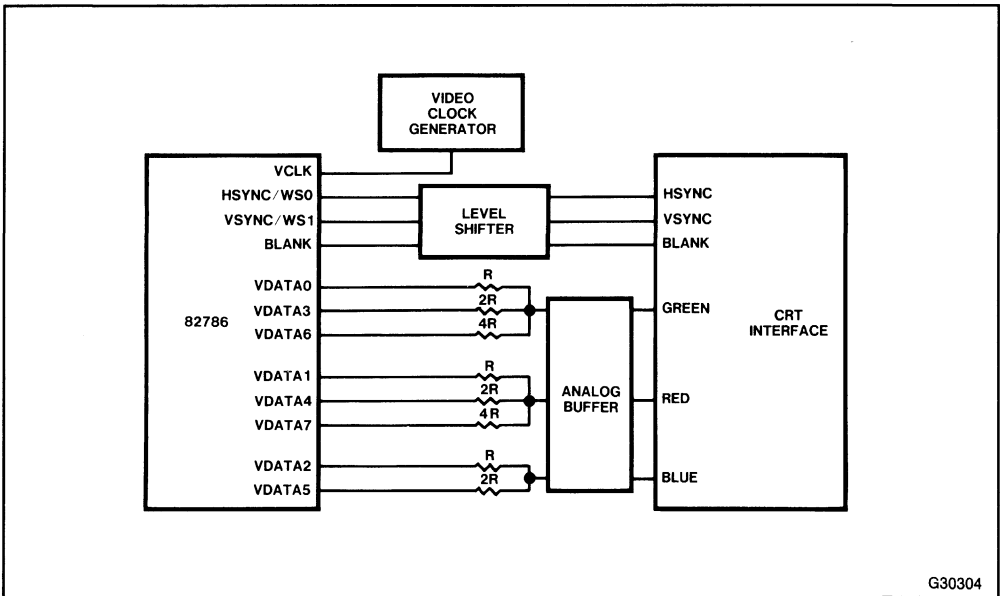 VIDEO
CLOCK
GENERATOR
VCLK
HSYNC/WS0
VSYNC/WS1
BLANK
LEVEL
SHIFTER
HSYNC
VSYNC
BLANK
82786
VDATA0
VDATA3
VDATA6
R
2R
4R
GREEN
CRT
INTERFACE
VDATA1
VDATA4
VDATA7
R
2R
4R
ANALOG
BUFFER
RED
VDATA2
VDATA5
R
2R
BLUE
G30304